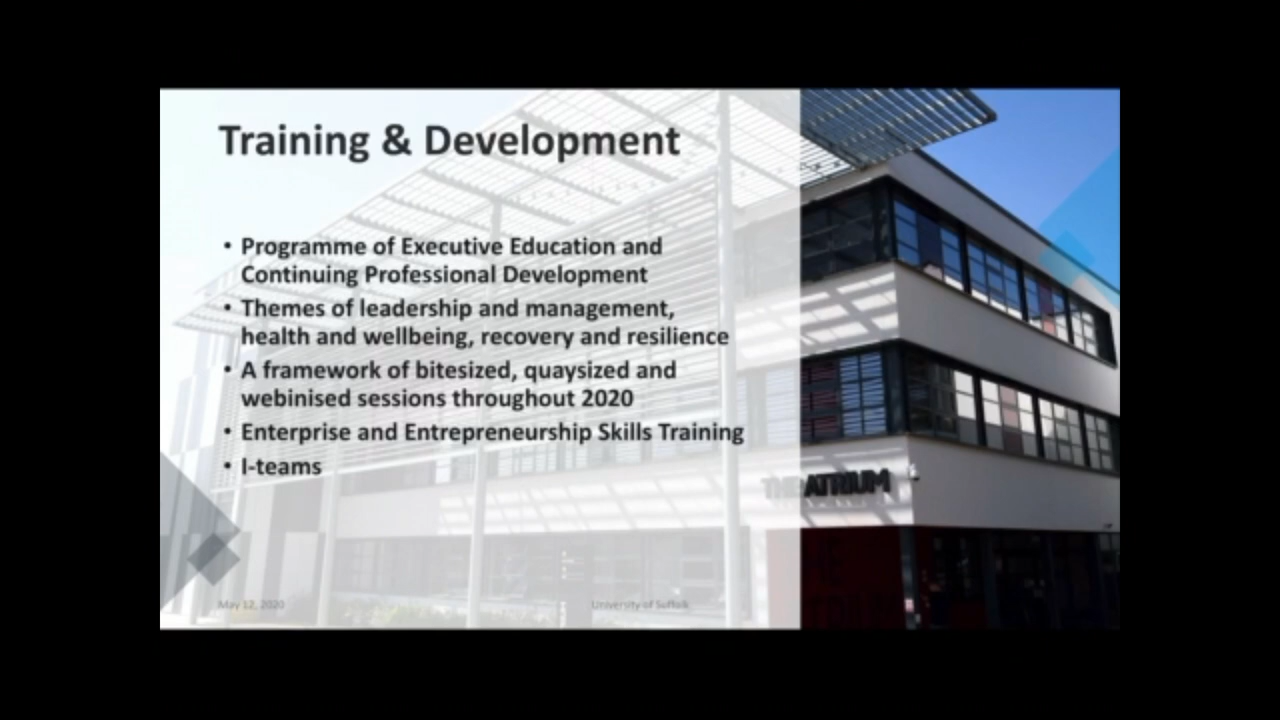 Training & Development
• Programme of Executive Education and
Continuing Professional Development
• Themes of leadership and management,
health and wellbeing, recovery and resilience
• A framework of bitesized, quaysized and
webinised sessions throughout 2020
• Enterprise and Entrepreneurship Skills Training
• I-teams
THE ATRIUM
May 12, 2020
University of Suffolk